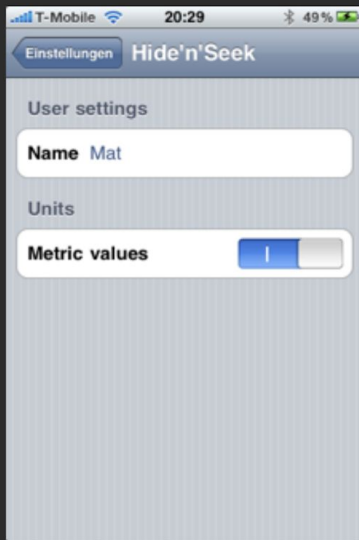 T-Mobile 20:29 49%
Einstellungen Hide'n'Seek
User settings
Name Mat
Units
Metric values